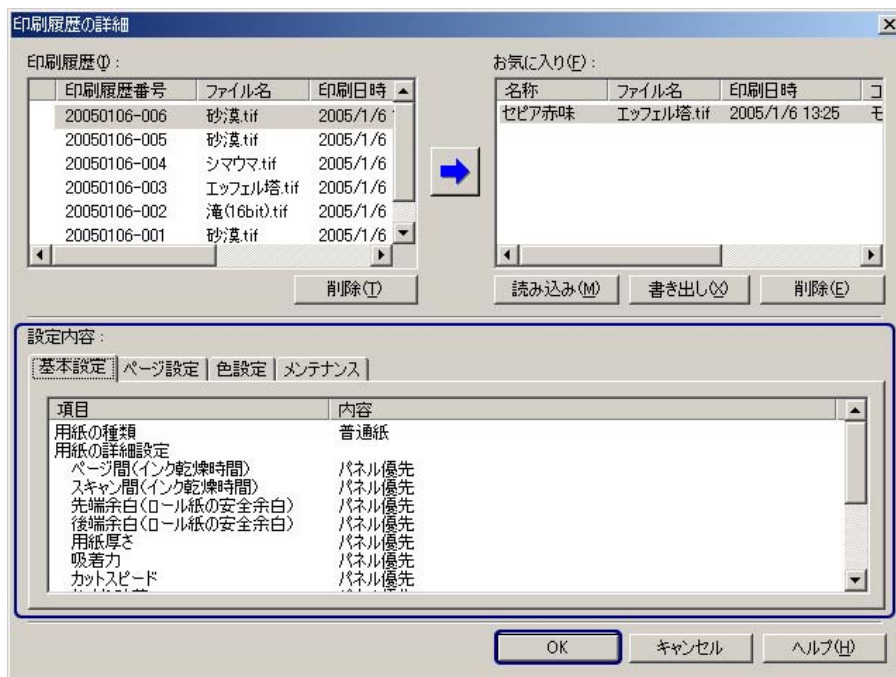 印刷履歴の詳細
印刷履歴(I):
印刷履歴番号 ファイル名 印刷日時
20050106-006 砂漠.tif 2005/1/6
20050106-005 砂漠.tif 2005/1/6
20050106-004 シマウマ.tif 2005/1/6
20050106-003 エッフェル塔.tif 2005/1/6
20050106-002 滝(16bit).tif 2005/1/6
20050106-001 砂漠.tif 2005/1/6
削除(T)
お気に入り(F):
名称 ファイル名 印刷日時 コ
セピア赤味 エッフェル塔.tif 2005/1/6 13:25 モ
読み込み(M) 書き出し(X) 削除(E)
設定内容:
基本設定 ページ設定 色設定 メンテナンス
項目 内容
用紙の種類 普通紙
用紙の詳細設定
ページ間(インク乾燥時間) パネル優先
スキャン間(インク乾燥時間) パネル優先
先端余白(ロール紙の安全余白) パネル優先
後端余白(ロール紙の安全余白) パネル優先
用紙厚さ パネル優先
吸着力 パネル優先
カットスピード パネル優先
OK キャンセル ヘルプ(H)